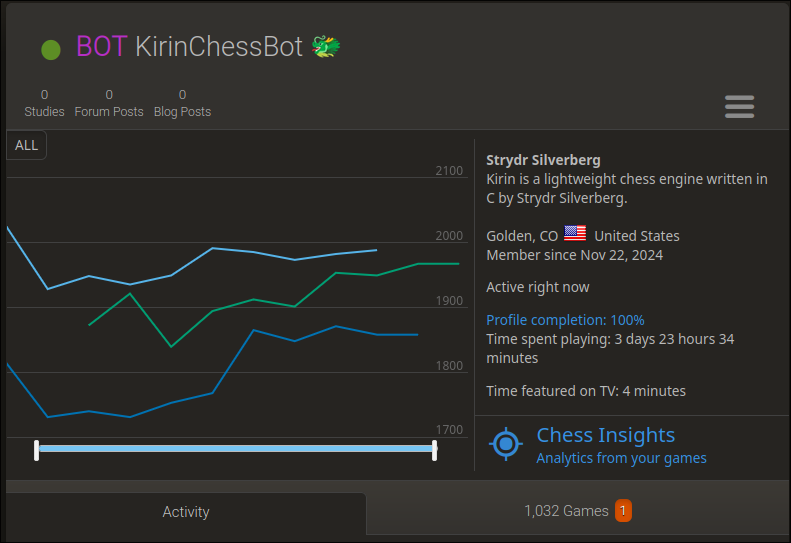 BOT KirinChessBot
0
Studies
0
Forum Posts
0
Blog Posts
ALL
2100
2000
1900
1800
1700
Strydr Silverberg
Kirin is a lightweight chess engine written in
C by Strydr Silverberg.
Golden, CO United States
Member since Nov 22, 2024
Active right now
Profile completion: 100%
Time spent playing: 3 days 23 hours 34
minutes
Time featured on TV: 4 minutes
Chess Insights
Analytics from your games
Activity
1,032 Games 1